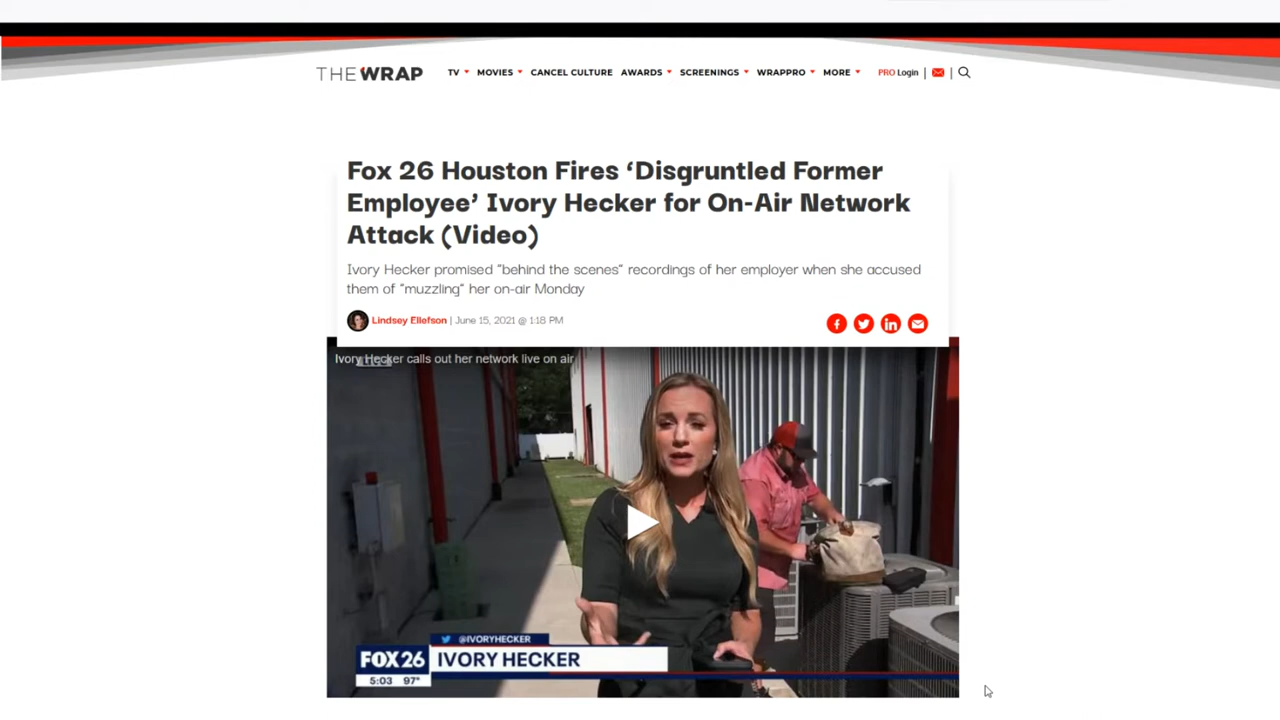 THE WRAP
TV MOVIES CANCEL CULTURE AWARDS SCREENINGS WRAPPRO MORE PRO Login
Fox 26 Houston Fires ‘Disgruntled Former
Employee’ Ivory Hecker for On-Air Network
Attack (Video)
Ivory Hecker promised “behind the scenes” recordings of her employer when she accused
them of “muzzling” her on-air Monday
Lindsey Ellefson | June 15, 2021 @ 1:18 PM
Ivory Hecker calls out her network live on air
@IVORYHECKER
FOX 26 IVORY HECKER
5:03 97°